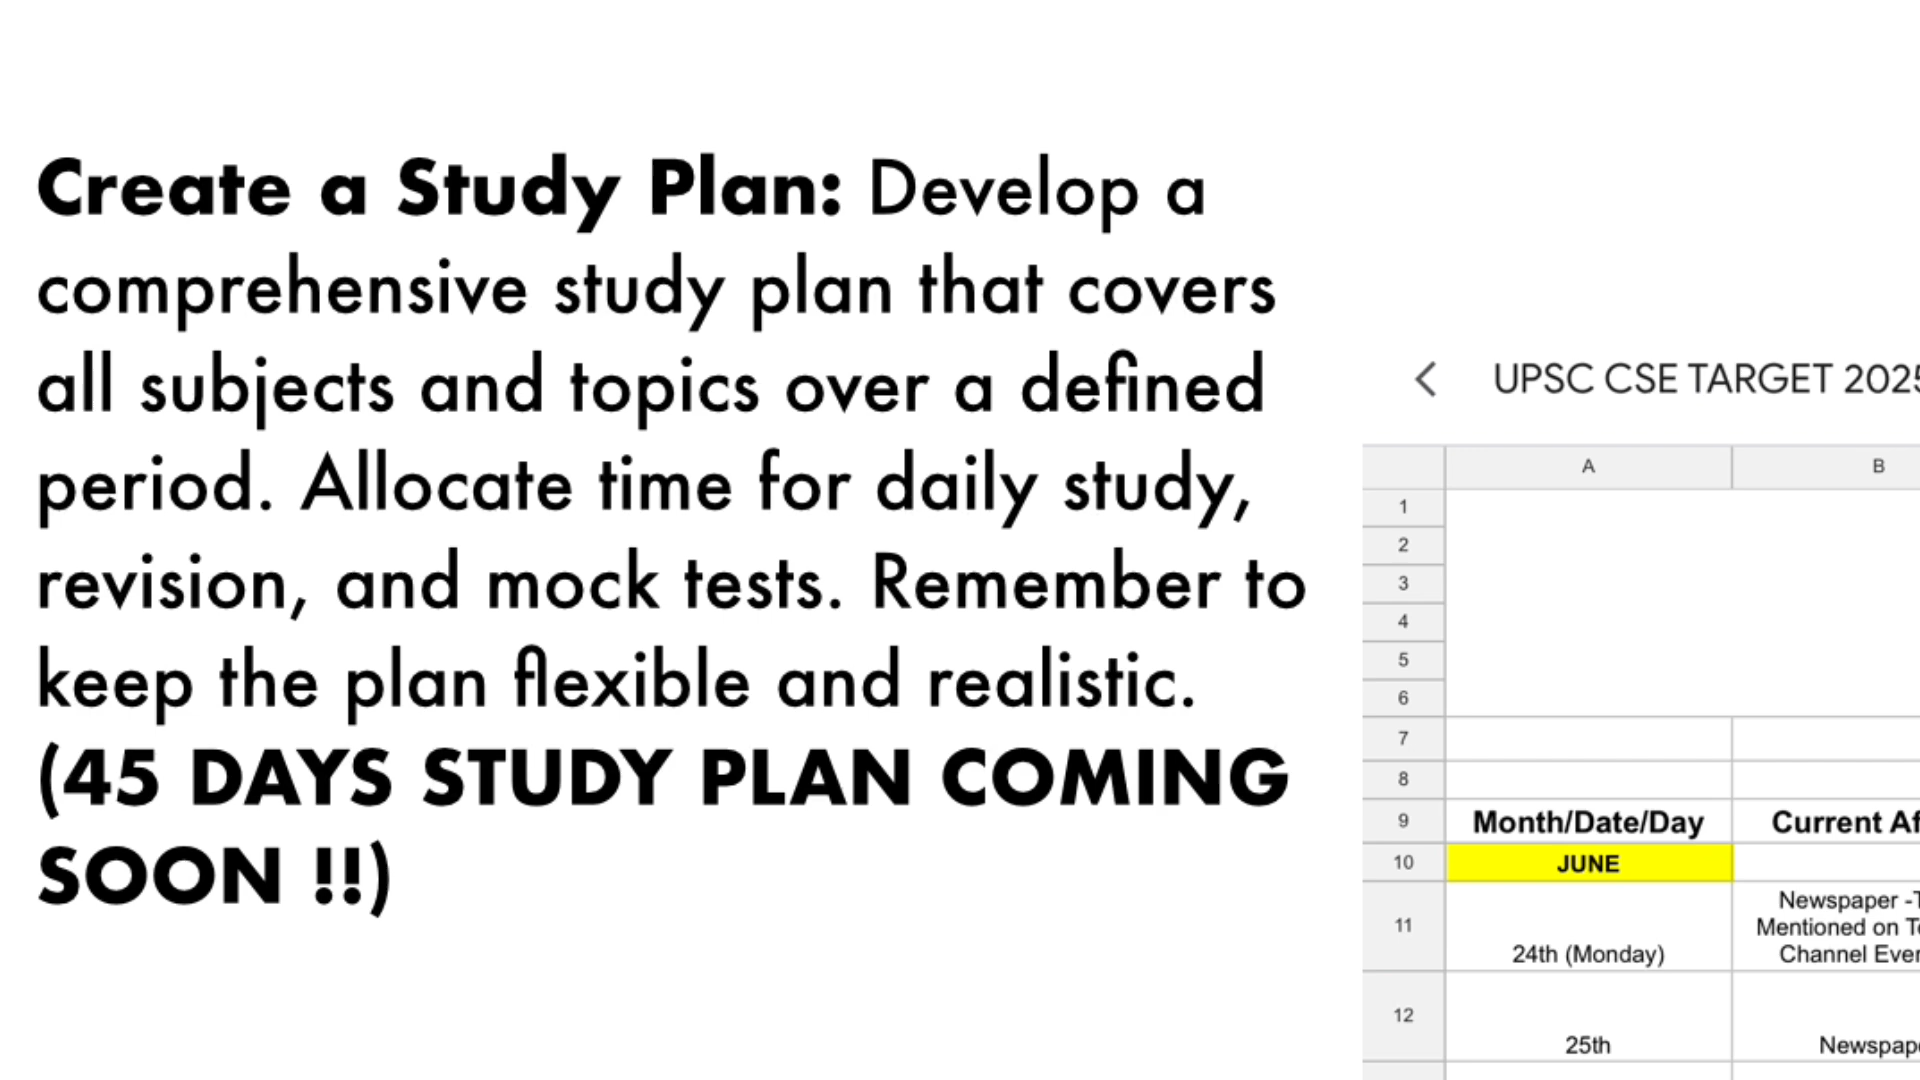 Create a Study Plan: Develop a
comprehensive study plan that covers
all subjects and topics over a defined
period. Allocate time for daily study,
revision, and mock tests. Remember to
keep the plan flexible and realistic.
(45 DAYS STUDY PLAN COMING
SOON !!)
UPSC CSE TARGET 2025
A B
1
2
3
4
5
6
7
8
9 Month/Date/Day Current
10 JUNE
11 24th (Monday) Newspaper
Mentioned on
Channel
12 25th